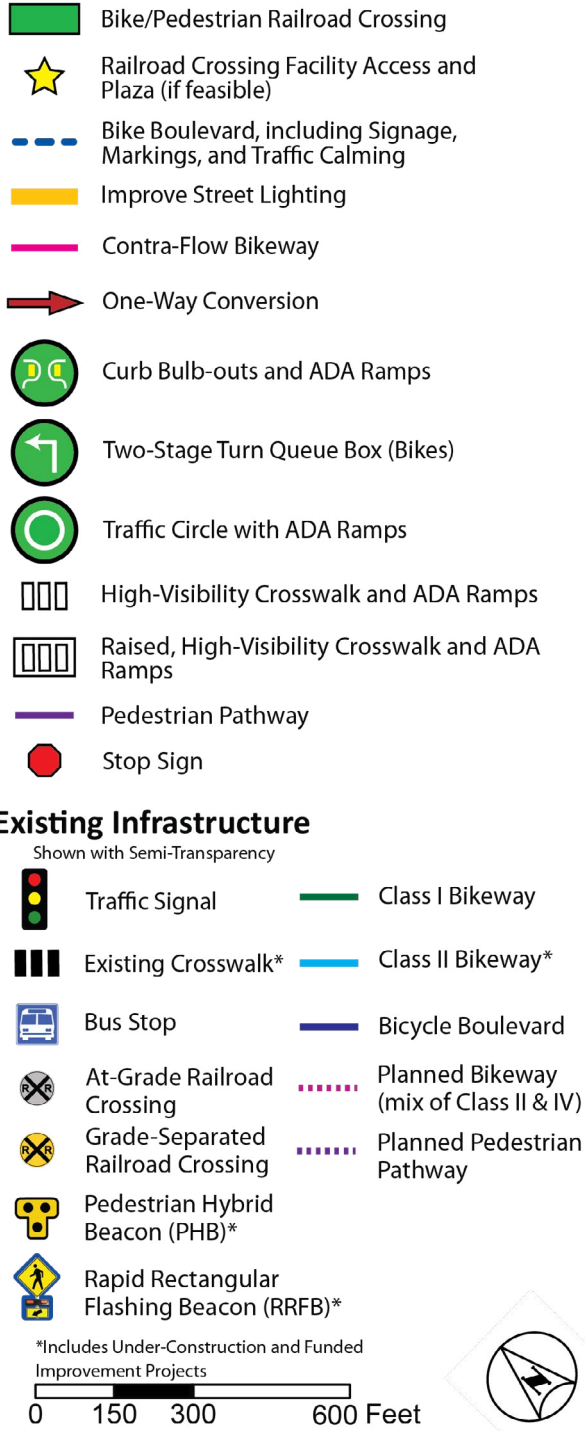 Bike/Pedestrian Railroad Crossing
Railroad Crossing Facility Access and
Plaza (if feasible)
Bike Boulevard, including Signage,
Markings, and Traffic Calming
Improve Street Lighting
Contra-Flow Bikeway
One-Way Conversion
Curb Bulb-outs and ADA Ramps
Two-Stage Turn Queue Box (Bikes)
Traffic Circle with ADA Ramps
High-Visibility Crosswalk and ADA Ramps
Raised, High-Visibility Crosswalk and ADA
Ramps
Pedestrian Pathway
Stop Sign
Existing Infrastructure
Shown with Semi-Transparency
Traffic Signal
Existing Crosswalk*
Bus Stop
R R
At-Grade Railroad
Crossing
R R
Grade-Separated
Railroad Crossing
Pedestrian Hybrid
Beacon (PHB)*
Rapid Rectangular
Flashing Beacon (RRFB)*
Class I Bikeway
Class II Bikeway*
Bicycle Boulevard
Planned Bikeway
(mix of Class II & IV)
Planned Pedestrian
Pathway
*Includes Under-Construction and Funded
Improvement Projects
0 150 300 600 Feet
N